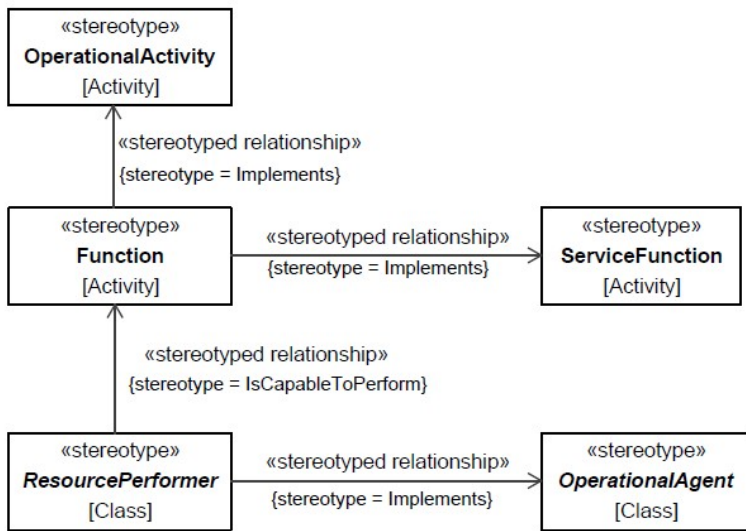 «stereotype»
OperationalActivity
[Activity]
«stereotyped relationship»
{stereotype = Implements}
«stereotype»
Function
[Activity]
«stereotyped relationship»
{stereotype = Implements}
«stereotype»
ServiceFunction
[Activity]
«stereotyped relationship»
{stereotype = IsCapableToPerform}
«stereotype»
ResourcePerformer
[Class]
«stereotyped relationship»
{stereotype = Implements}
«stereotype»
OperationalAgent
[Class]